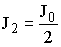 J₂ = J₀/2